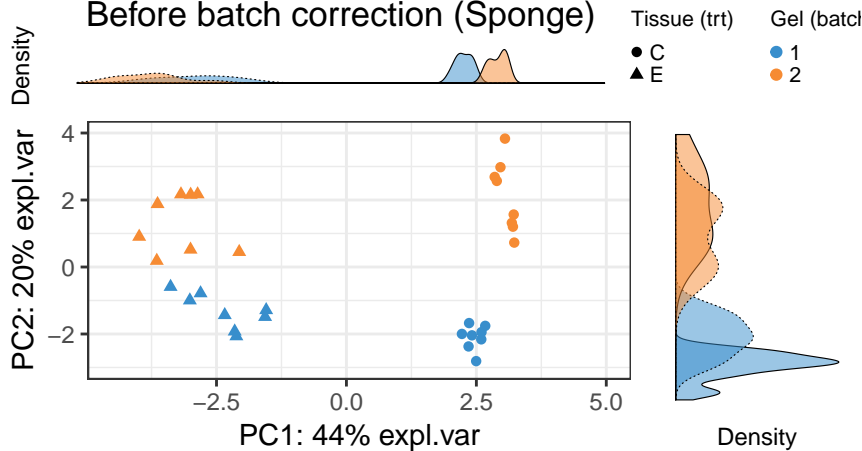 Before batch correction (Sponge)
Tissue (trt)
C
E
Gel (batch
1
2
Density
4
2
0
−2
PC2: 20% expl.var
−2.5
0.0
2.5
5.0
PC1: 44% expl.var
Density